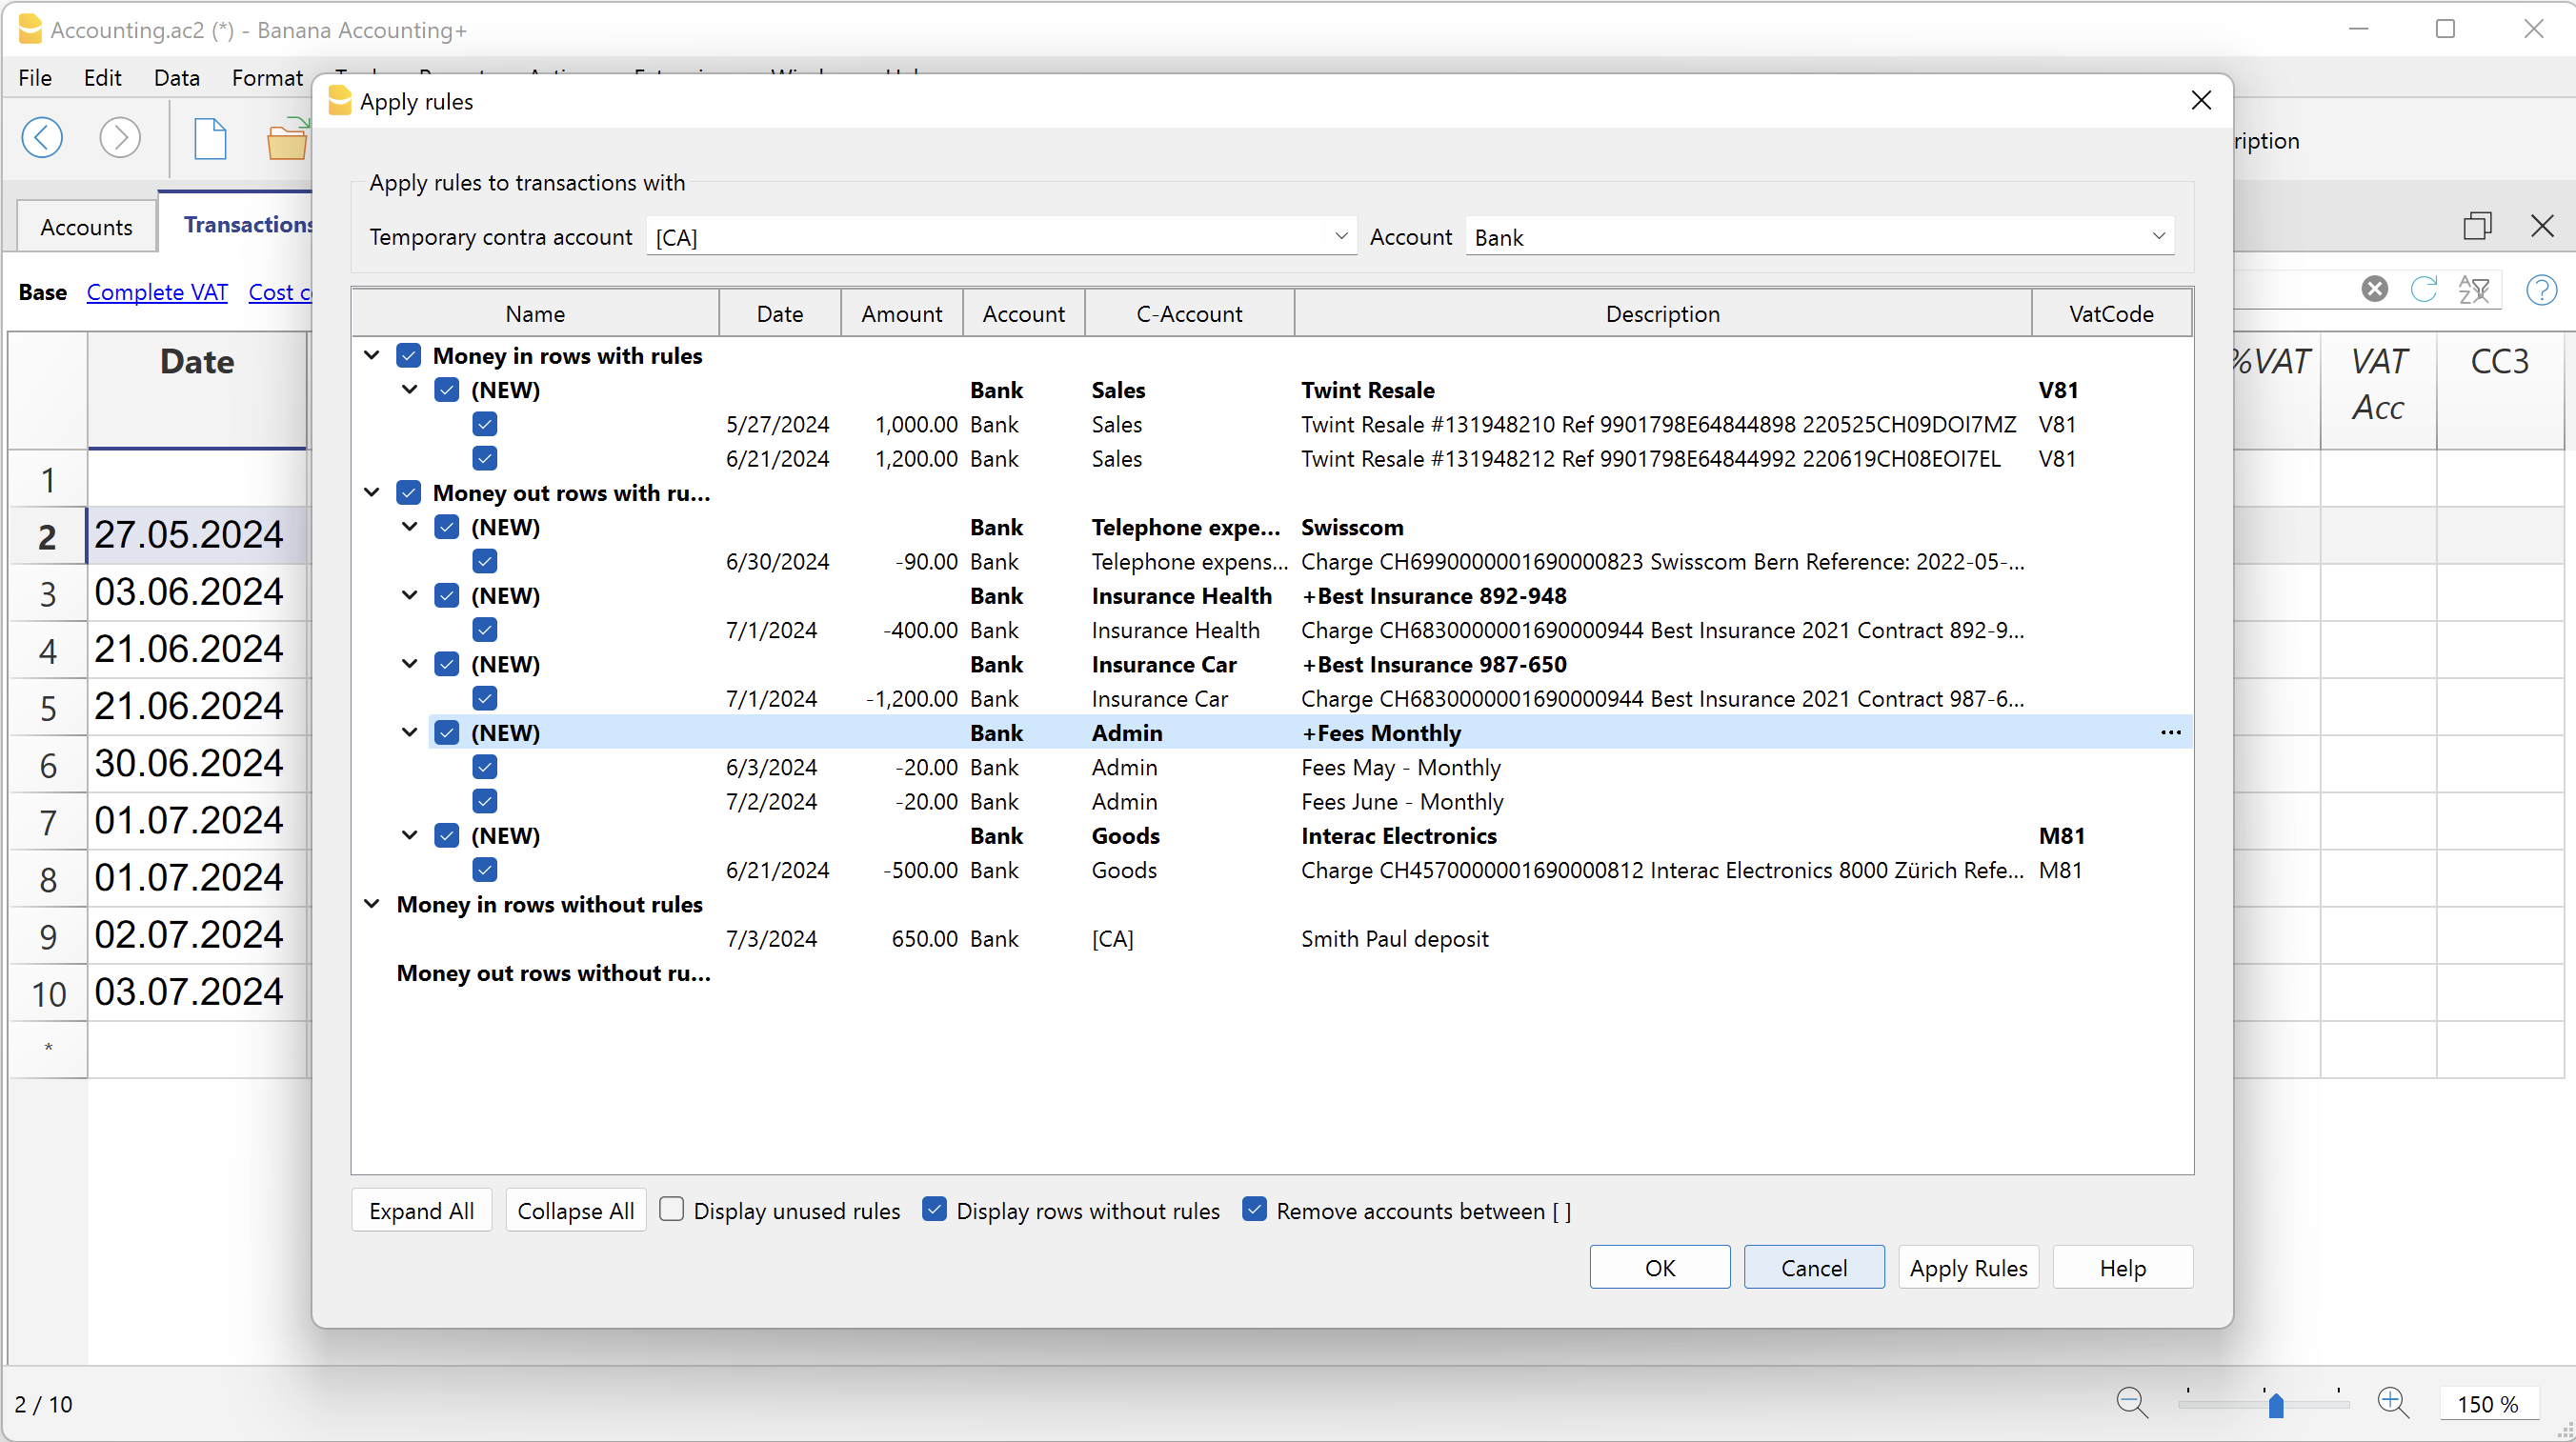 Accounting.ac2 (*) - Banana Accounting+
File Edit Data Format
Apply rules
ription
Apply rules to transactions with
Accounts Transactions
Temporary contra account [CA] Account Bank
Base Complete VAT Cost c
Name Date Amount Account C-Account Description VatCode
Date %VAT VAT Acc CC3
Money in rows with rules
(NEW) Bank Sales Twint Resale V81
5/27/2024 1,000.00 Bank Sales Twint Resale #131948210 Ref 9901798E64844898 220525CH09DOI7MZ V81
6/21/2024 1,200.00 Bank Sales Twint Resale #131948212 Ref 9901798E64844992 220619CH08EOI7EL V81
Money out rows with ru...
(NEW) Bank Telephone expe... Swisscom
6/30/2024 -90.00 Bank Telephone expens... Charge CH6990000001690000823 Swisscom Bern Reference: 2022-05-...
(NEW) Bank Insurance Health +Best Insurance 892-948
7/1/2024 -400.00 Bank Insurance Health Charge CH6830000001690000944 Best Insurance 2021 Contract 892-9...
(NEW) Bank Insurance Car +Best Insurance 987-650
7/1/2024 -1,200.00 Bank Insurance Car Charge CH6830000001690000944 Best Insurance 2021 Contract 987-6...
(NEW) Bank Admin +Fees Monthly ...
6/3/2024 -20.00 Bank Admin Fees May - Monthly
7/2/2024 -20.00 Bank Admin Fees June - Monthly
(NEW) Bank Goods Interac Electronics M81
6/21/2024 -500.00 Bank Goods Charge CH4570000001690000812 Interac Electronics 8000 Zürich Refe... M81
Money in rows without rules
7/3/2024 650.00 Bank [CA] Smith Paul deposit
Money out rows without ru...
1
2 27.05.2024
3 03.06.2024
4 21.06.2024
5 21.06.2024
6 30.06.2024
7 01.07.2024
8 01.07.2024
9 02.07.2024
10 03.07.2024
*
Expand All Collapse All Display unused rules Display rows without rules Remove accounts between [ ]
OK Cancel Apply Rules Help
2 / 10 150 %